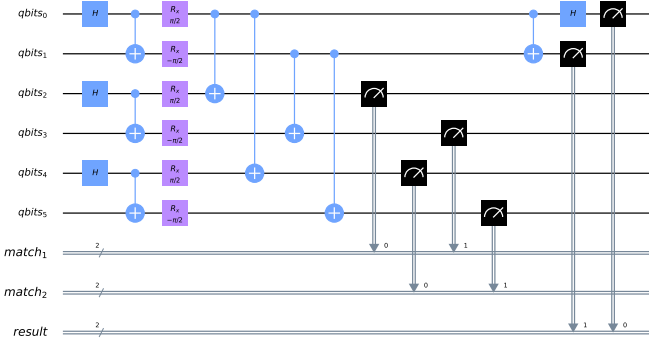 qbits0 H Rx π/2 H
qbits1 Rx −π/2
qbits2 H Rx π/2
qbits3 Rx −π/2
qbits4 H Rx π/2
qbits5 Rx −π/2
match1 2 0 1
match2 2 0 1
result 2 1 0